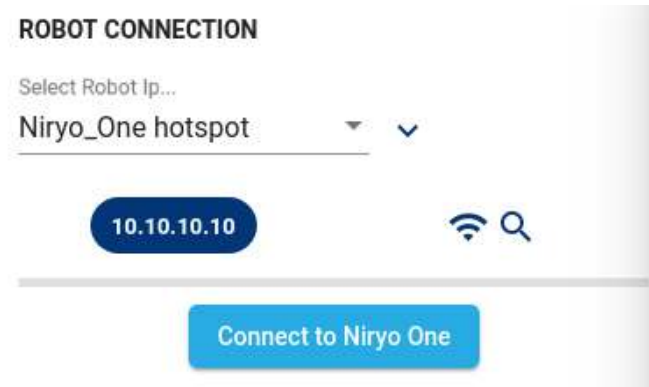 ROBOT CONNECTION
Select Robot Ip...
Niryo_One hotspot
10.10.10.10
Connect to Niryo One